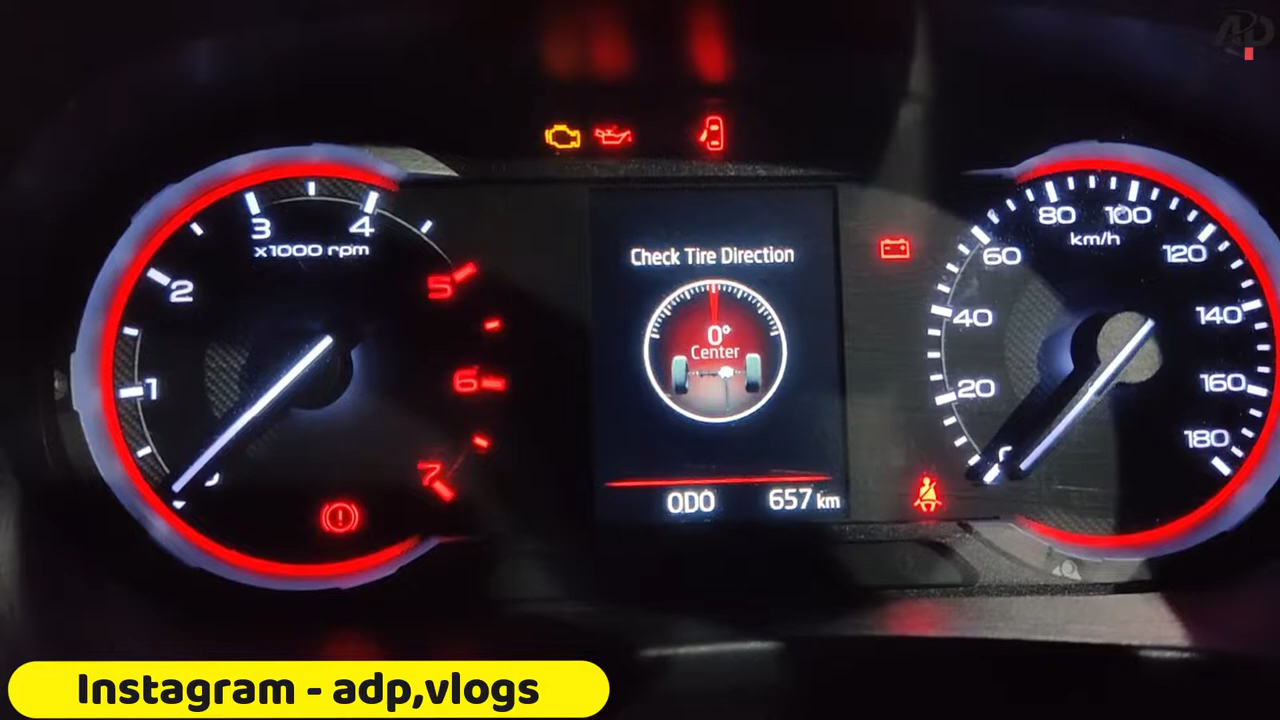 AD
3
4
x1000 rpm
2
5
1
6
7
Check Tire Direction
0°
Center
ODO 657 km
80 100
km/h
60
120
40
140
20
160
180
Instagram - adp,vlogs